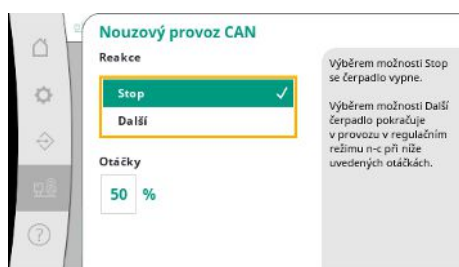 Nouzový provoz CAN
Reakce
Stop
Další
Otáčky
50 %
Výběrem možnosti Stop
se čerpadlo vypne.
Výběrem možnosti Další
čerpadlo pokračuje
v provozu v regulačním
režimu n-c při níže
uvedených otáčkách.